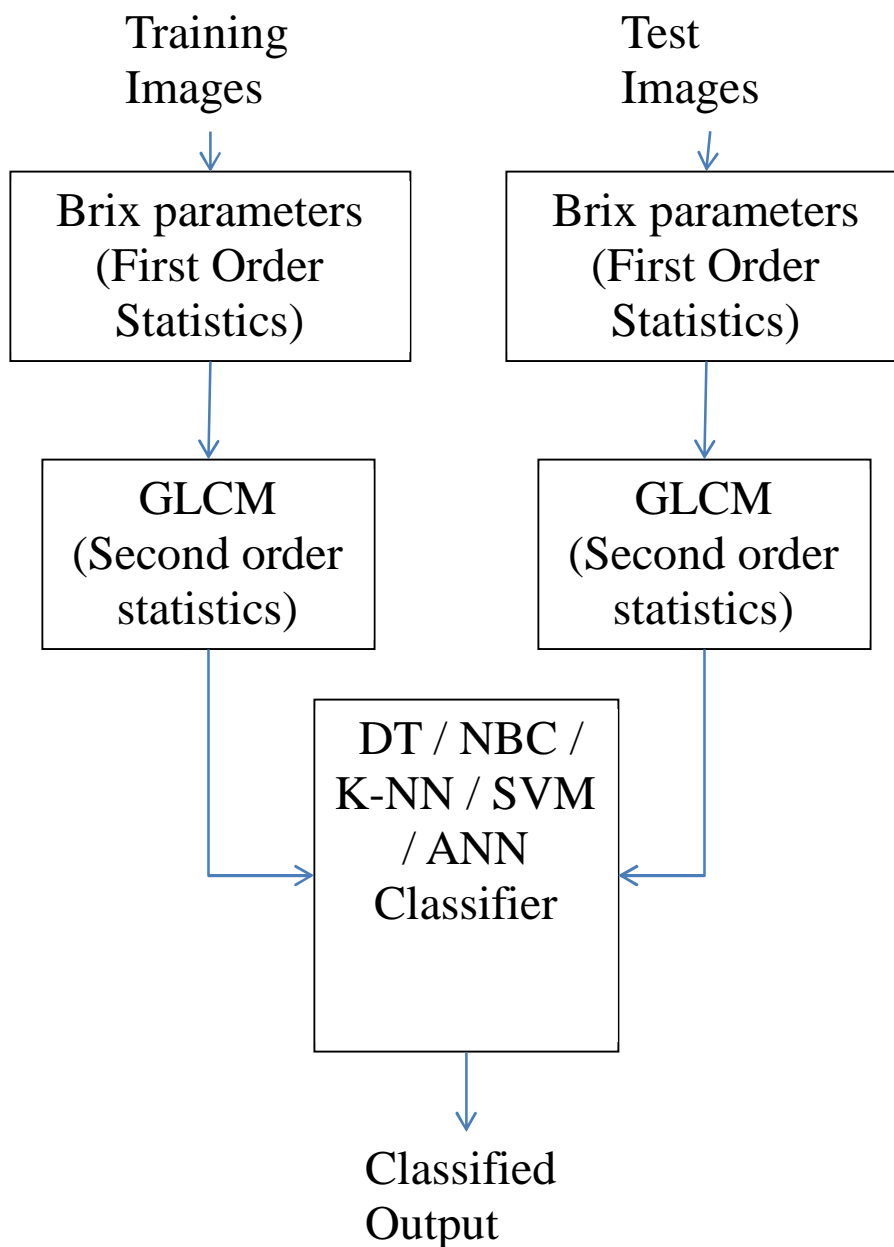 Training
Images
Test
Images
Brix parameters
(First Order
Statistics)
Brix parameters
(First Order
Statistics)
GLCM
(Second order
statistics)
GLCM
(Second order
statistics)
DT / NBC /
K-NN / SVM
/ ANN
Classifier
Classified
Output